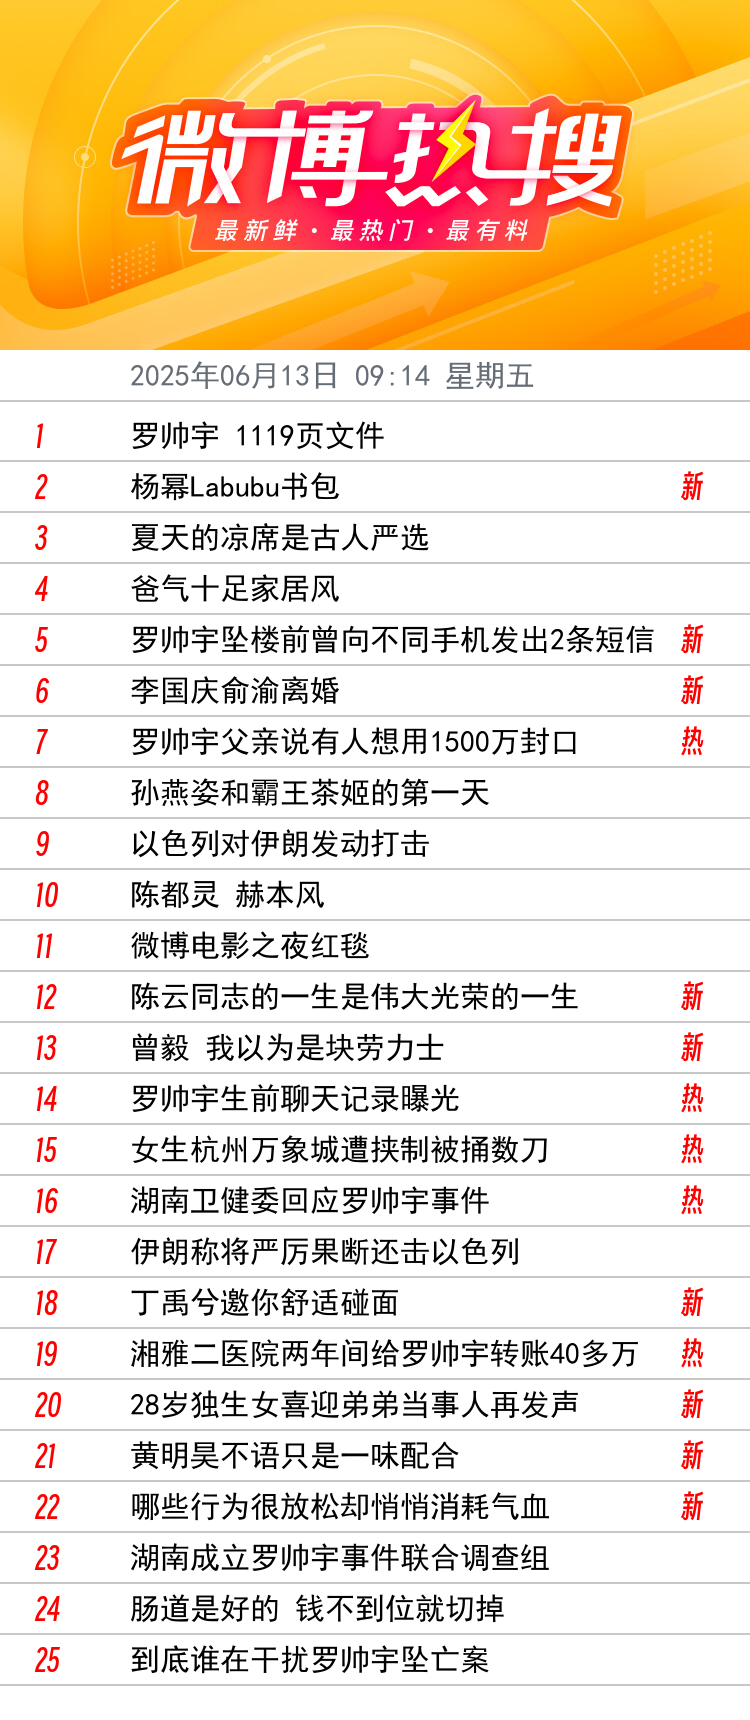 微博热搜
最新鲜·最热门·最有料
2025年06月13日 09:14 星期五
1 罗帅宇 1119页文件
2 杨幂Labubu书包 新
3 夏天的凉席是古人严选
4 爸气十足家居风
5 罗帅宇坠楼前曾向不同手机发出2条短信 新
6 李国庆俞渝离婚 新
7 罗帅宇父亲说有人想用1500万封口 热
8 孙燕姿和霸王茶姬的第一天
9 以色列对伊朗发动打击
10 陈都灵 赫本风
11 微博电影之夜红毯
12 陈云同志的一生是伟大光荣的一生 新
13 曾毅 我以为是块劳力士 新
14 罗帅宇生前聊天记录曝光 热
15 女生杭州万象城遭挟制被捅数刀 热
16 湖南卫健委回应罗帅宇事件 热
17 伊朗称将严厉果断还击以色列
18 丁禹兮邀你舒适碰面 新
19 湘雅二医院两年间给罗帅宇转账40多万 热
20 28岁独生女喜迎弟弟当事人再发声 新
21 黄明昊不语只是一味配合 新
22 哪些行为很放松却悄悄消耗气血 新
23 湖南成立罗帅宇事件联合调查组
24 肠道是好的 钱不到位就切掉
25 到底谁在干扰罗帅宇坠亡案